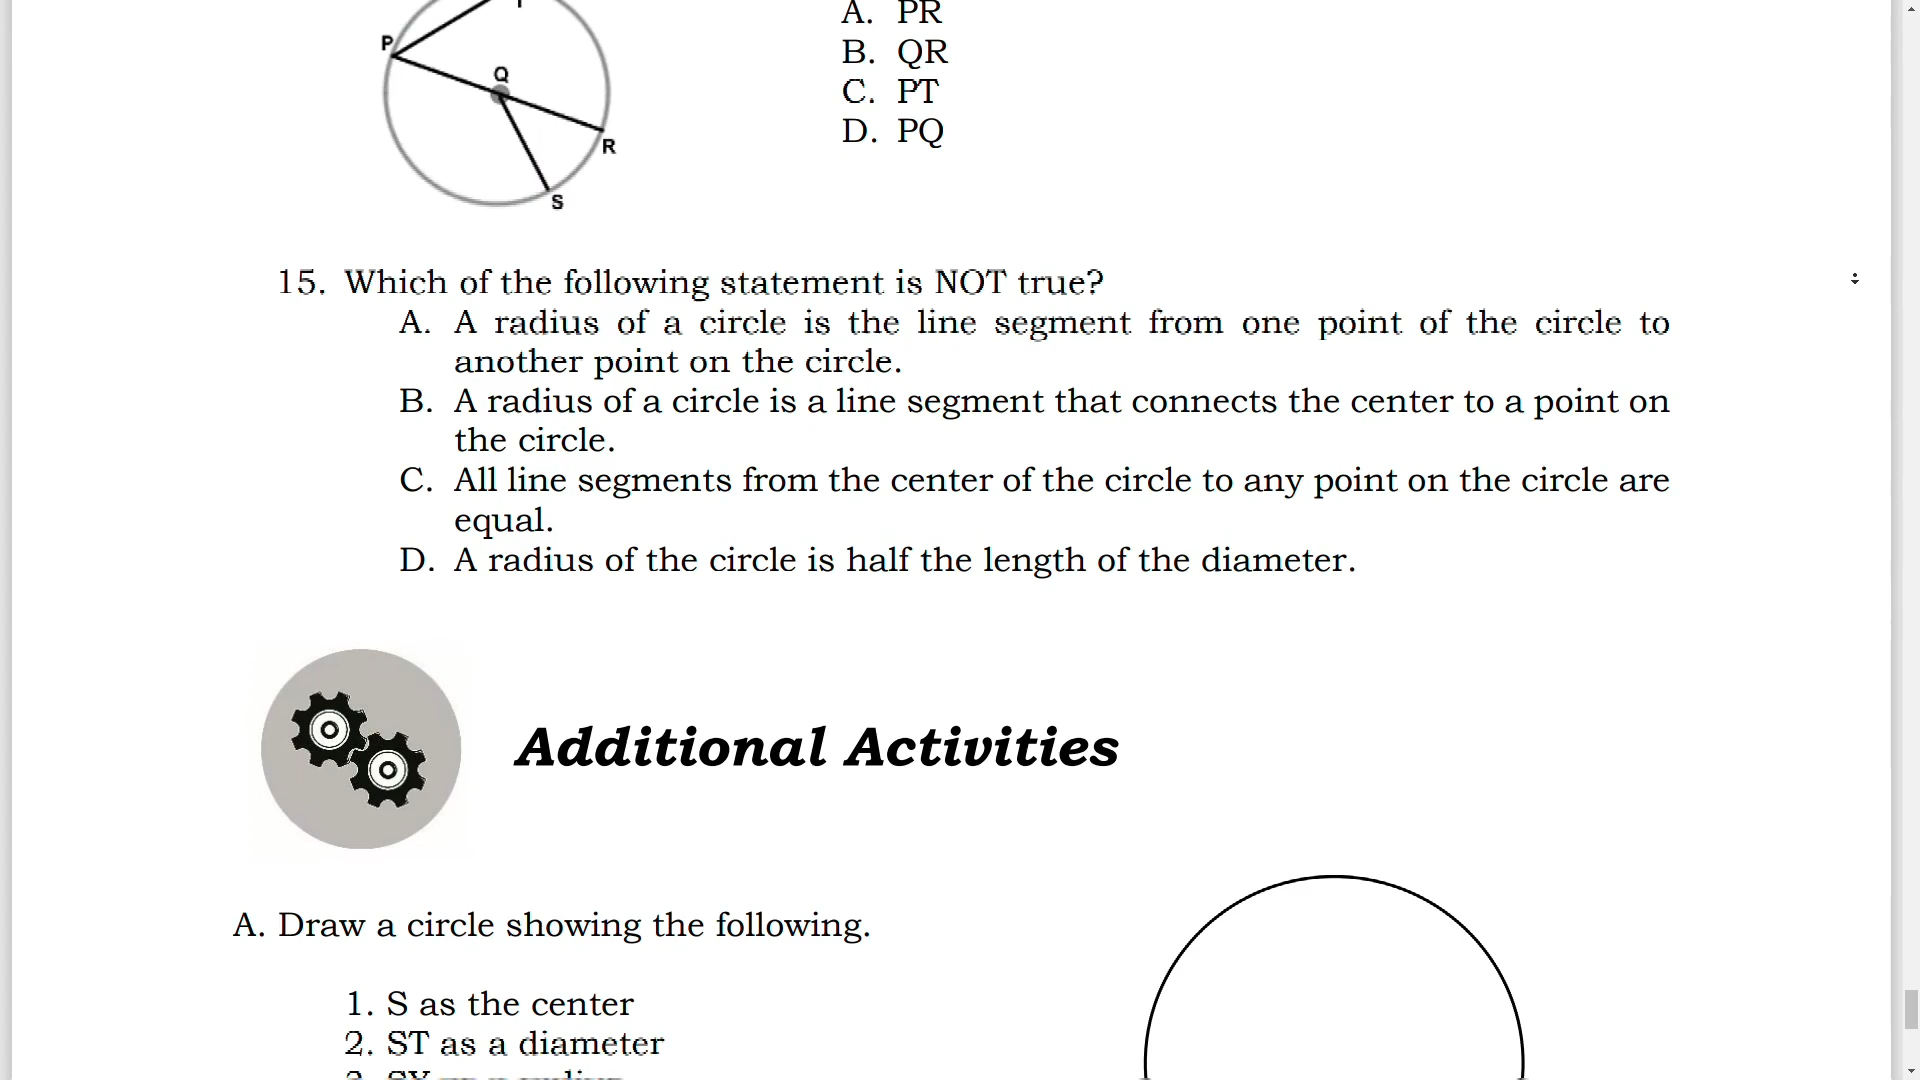 A. PR
P
B. QR
Q
C. PT
D. PQ
R
S
15. Which of the following statement is NOT true?
A. A radius of a circle is the line segment from one point of the circle to
another point on the circle.
B. A radius of a circle is a line segment that connects the center to a point on
the circle.
C. All line segments from the center of the circle to any point on the circle are
equal.
D. A radius of the circle is half the length of the diameter.
Additional Activities
A. Draw a circle showing the following.
1. S as the center
2. ST as a diameter